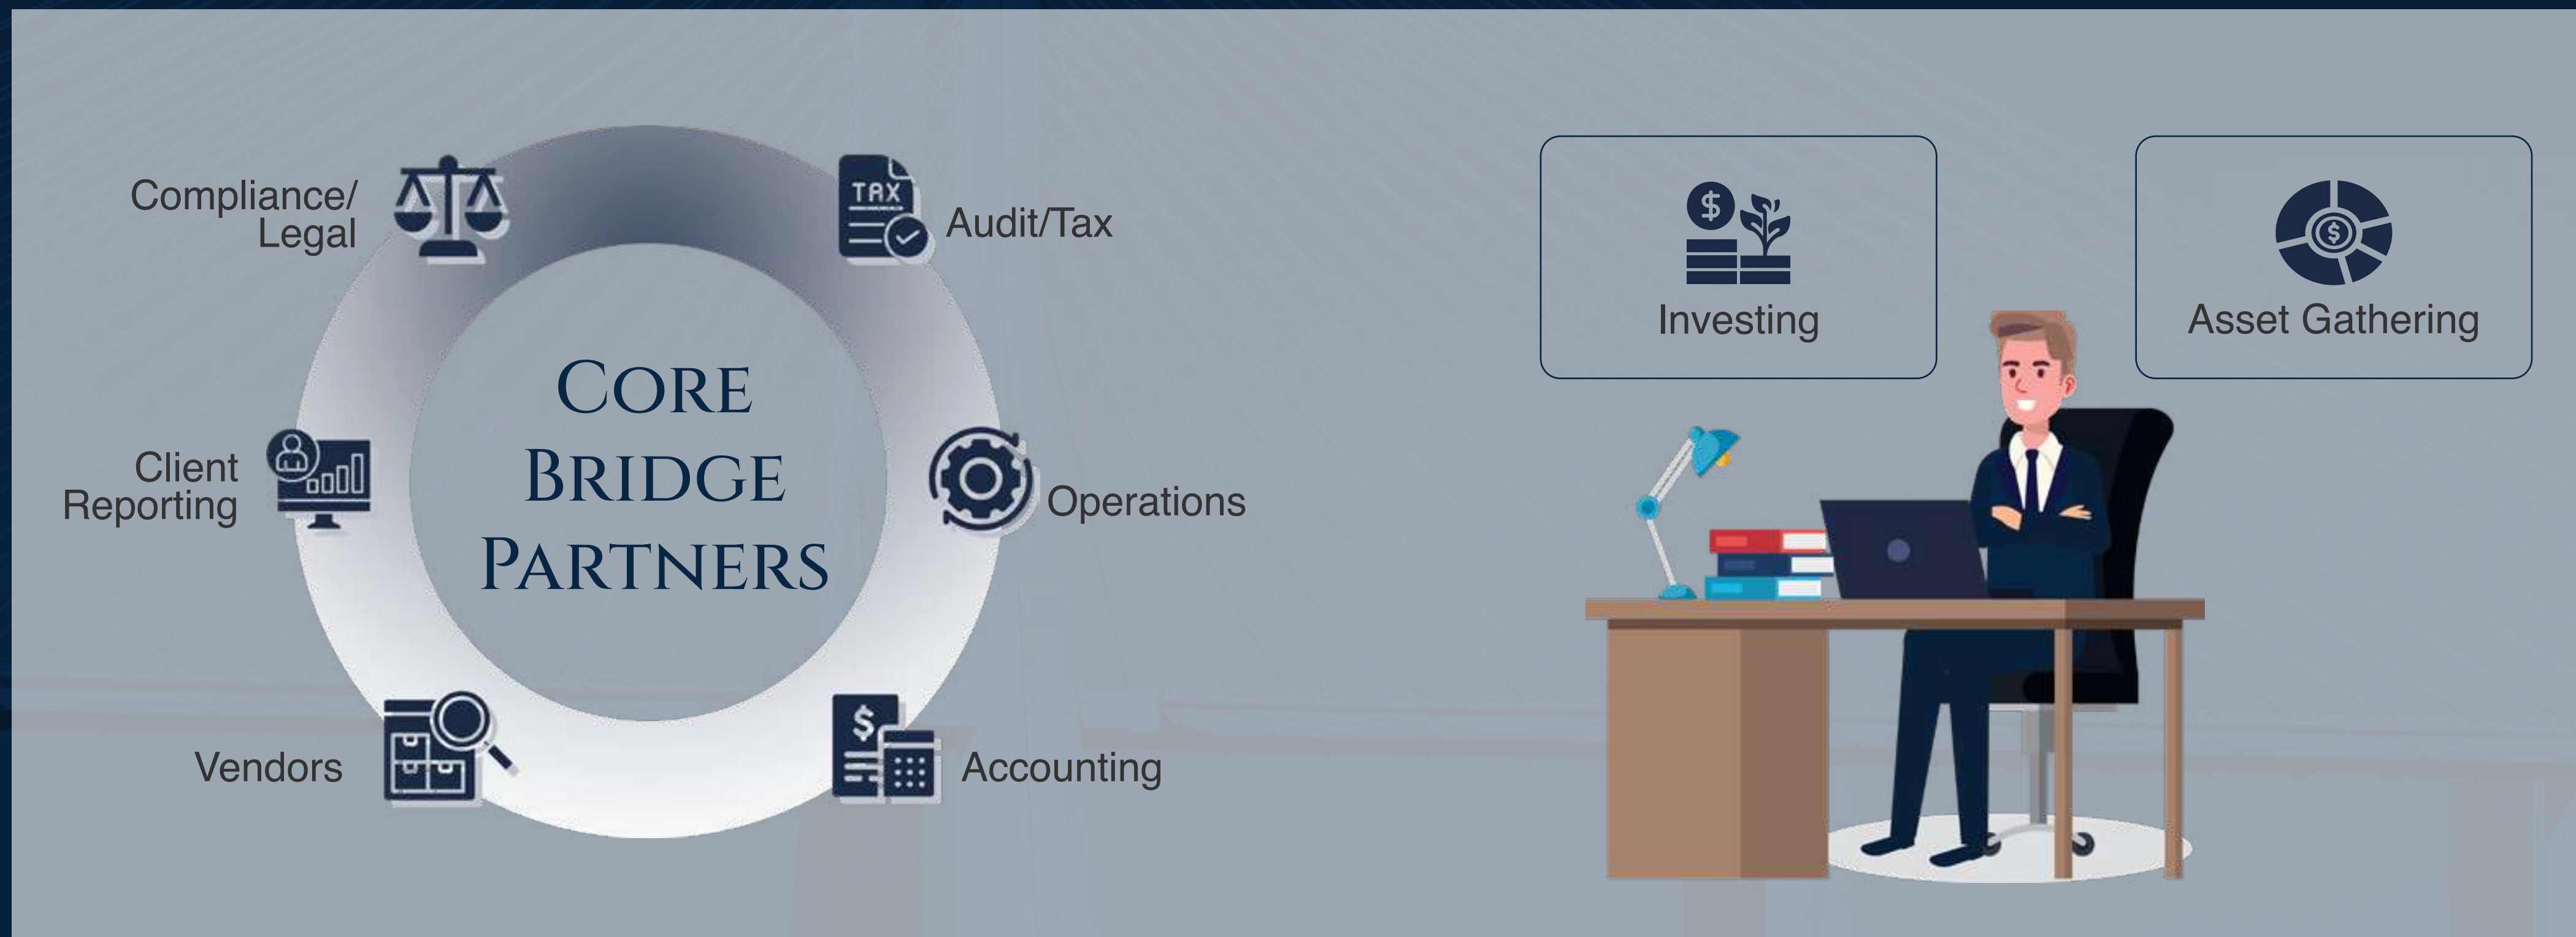 Compliance/
Legal
TAX
Audit/Tax
Client
Reporting
CORE
BRIDGE
PARTNERS
Operations
Vendors
$
Accounting
$
Investing
$
Asset Gathering